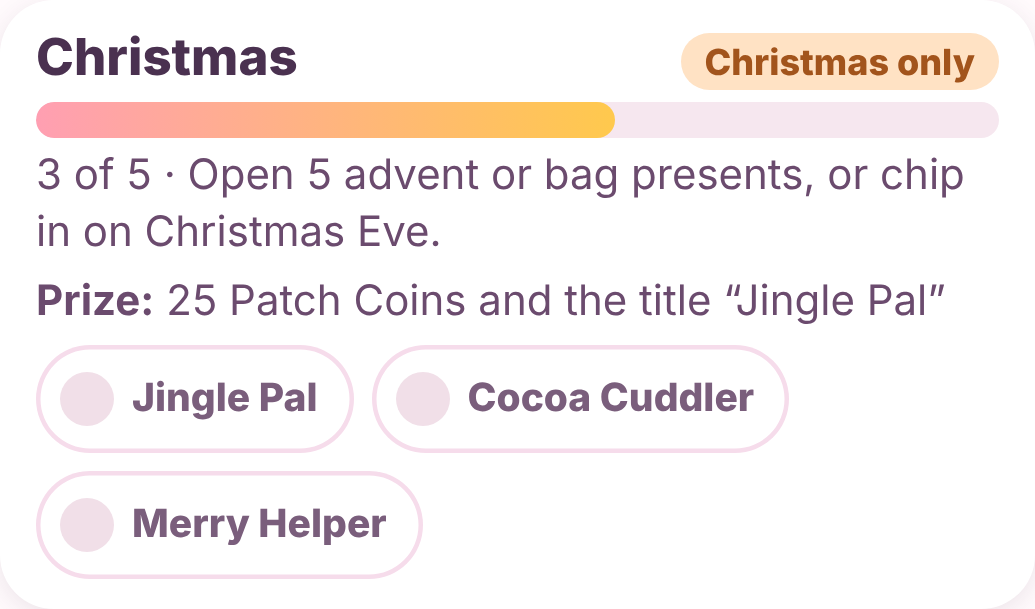 Christmas
Christmas only
3 of 5 · Open 5 advent or bag presents, or chip
in on Christmas Eve.
Prize: 25 Patch Coins and the title “Jingle Pal”
Jingle Pal
Cocoa Cuddler
Merry Helper